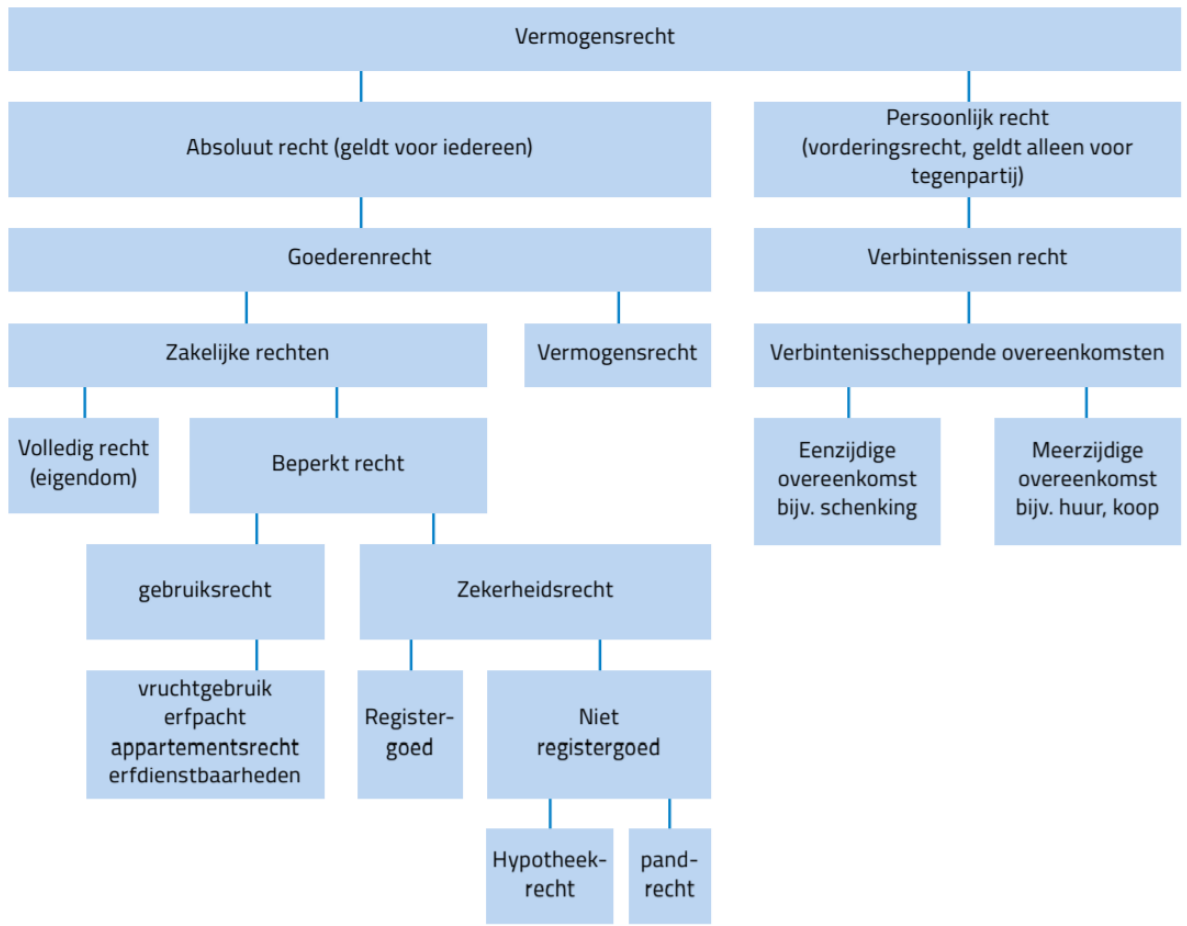 Vermogensrecht
Absoluut recht (geldt voor iedereen)
Persoonlijk recht
(vorderingsrecht, geldt alleen voor
tegenpartij)
Goederenrecht
Verbintenissen recht
Zakelijke rechten
Vermogensrecht
Verbintenisscheppende overeenkomsten
Volledig recht
(eigendom)
Beperkt recht
Eenzijdige
overeenkomst
bijv. schenking
Meerzijdige
overeenkomst
bijv. huur, koop
gebruiksrecht
Zekerheidsrecht
vruchtgebruik
erfpacht
appartementsrecht
erfdienstbaarheden
Register-
goed
Niet
registergoed
Hypotheek-
recht
pand-
recht